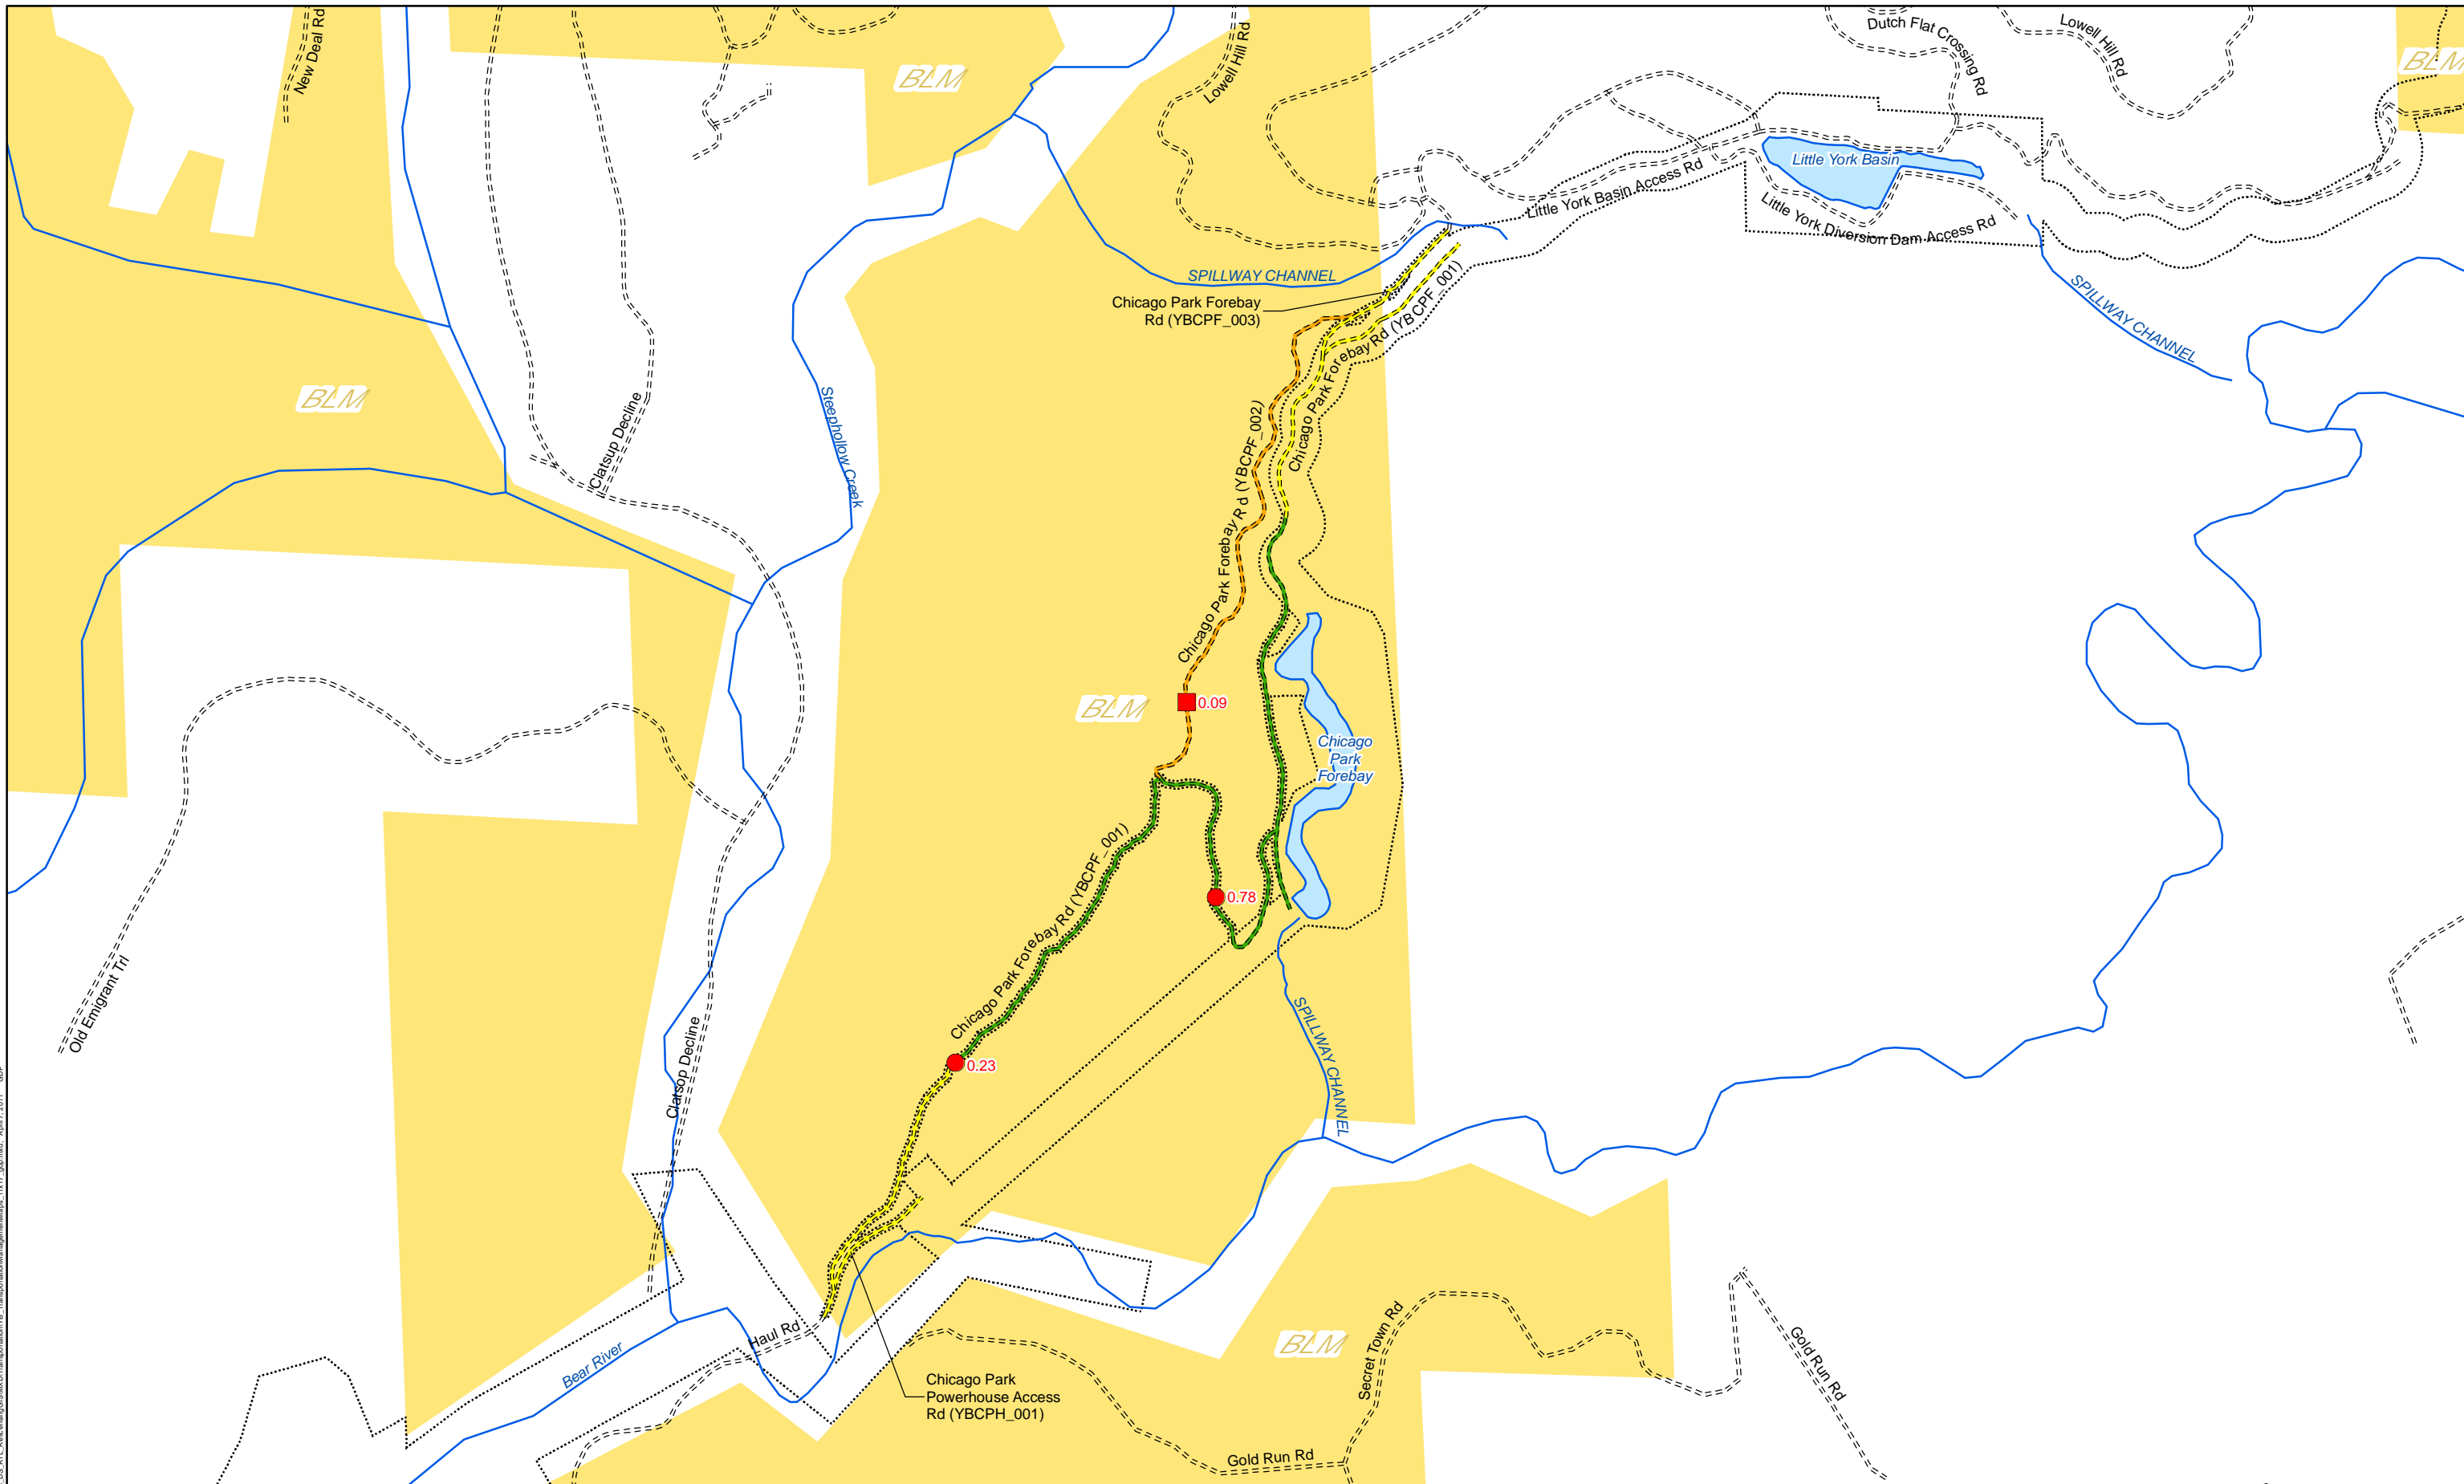 New Deal Rd
BLM
Lowell Hill Rd
Dutch Flat Crossing Rd
Lowell Hill Rd
BLM
Little York Basin
Little York Basin Access Rd
Little York Diversion Dam Access Rd
SPILLWAY CHANNEL
SPILLWAY CHANNEL
Chicago Park Forebay
Rd (YBCPF_003)
Chicago Park Forebay Rd (YBCPF_001)
BLM
Clatsup Decline
Steephollow Creek
Chicago Park Forebay Rd (YBCPF_002)
BLM
0.09
Chicago
Park
Forebay
Chicago Park Forebay Rd (YBCPF_001)
0.78
Old Emigrant Trl
0.23
Clatsop Decline
SPILLWAY CHANNEL
Haul Rd
Bear River
Chicago Park
Powerhouse Access
Rd (YBCPH_001)
BLM
Secret Town Rd
Gold Run Rd
Gold Run Rd